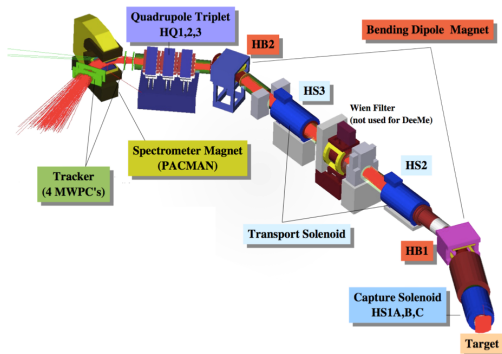 Quadrupole Triplet
HQ1,2,3
HB2
Bending Dipole Magnet
HS3
Wien Filter
(not used for DeeMe)
HS2
Spectrometer Magnet
(PACMAN)
Tracker
(4 MWPC's)
Transport Solenoid
HB1
Capture Solenoid
HS1A,B,C
Target